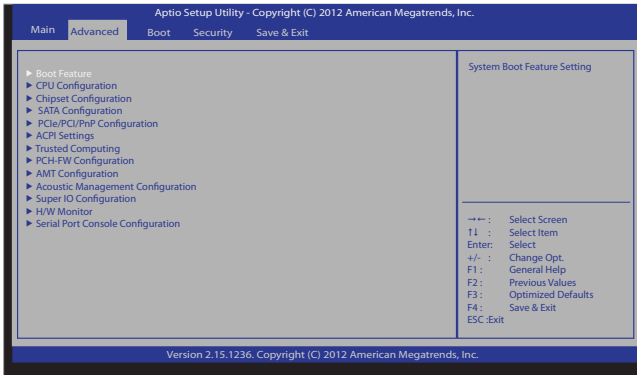 Aptio Setup Utility - Copyright (C) 2012 American Megatrends, Inc.
Main Advanced Boot Security Save & Exit
▶ Boot Feature
▶ CPU Configuration
▶ Chipset Configuration
▶ SATA Configuration
▶ PCIe/PCI/PnP Configuration
▶ ACPI Settings
▶ Trusted Computing
▶ PCH-FW Configuration
▶ AMT Configuration
▶ Acoustic Management Configuration
▶ Super IO Configuration
▶ H/W Monitor
▶ Serial Port Console Configuration
System Boot Feature Setting
→← : Select Screen
↑↓ : Select Item
Enter: Select
+/- : Change Opt.
F1 : General Help
F2 : Previous Values
F3 : Optimized Defaults
F4 : Save & Exit
ESC :Exit
Version 2.15.1236. Copyright (C) 2012 American Megatrends, Inc.